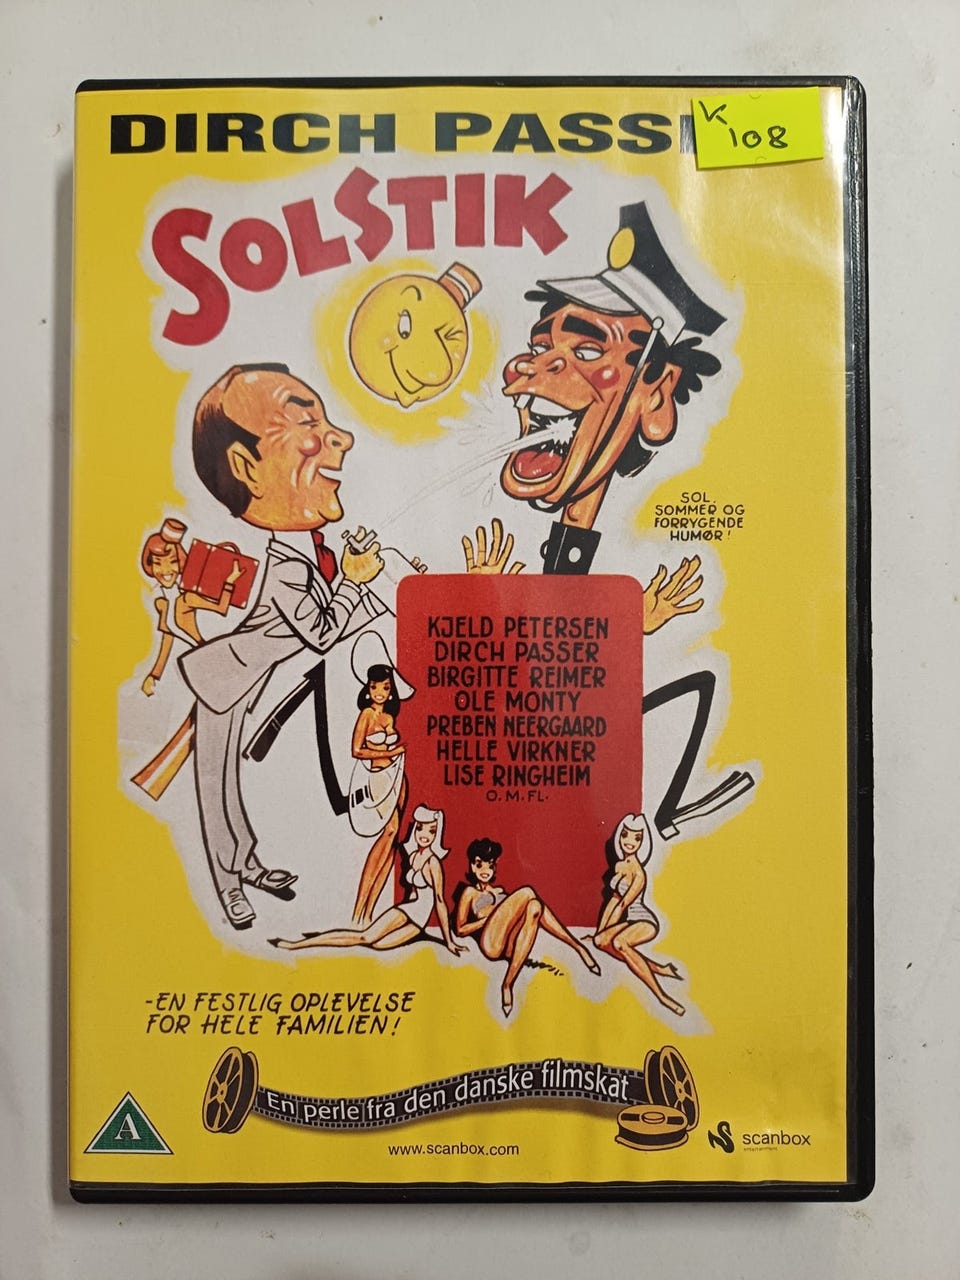 DIRCH PASS
K
108
SOLSTIK
SOL,
SOMMER OG
FORRYGENDE
HUMØR!
KJELD PETERSEN
DIRCH PASSER
BIRGITTE REIMER
OLE MONTY
PREBEN NEERGAARD
HELLE VIRKNER
LISE RINGHEIM
O.M.FL.
-EN FESTLIG OPLEVELSE
FOR HELE FAMILIEN!
En perle fra den danske filmskat
A
www.scanbox.com
scanbox
entertainment